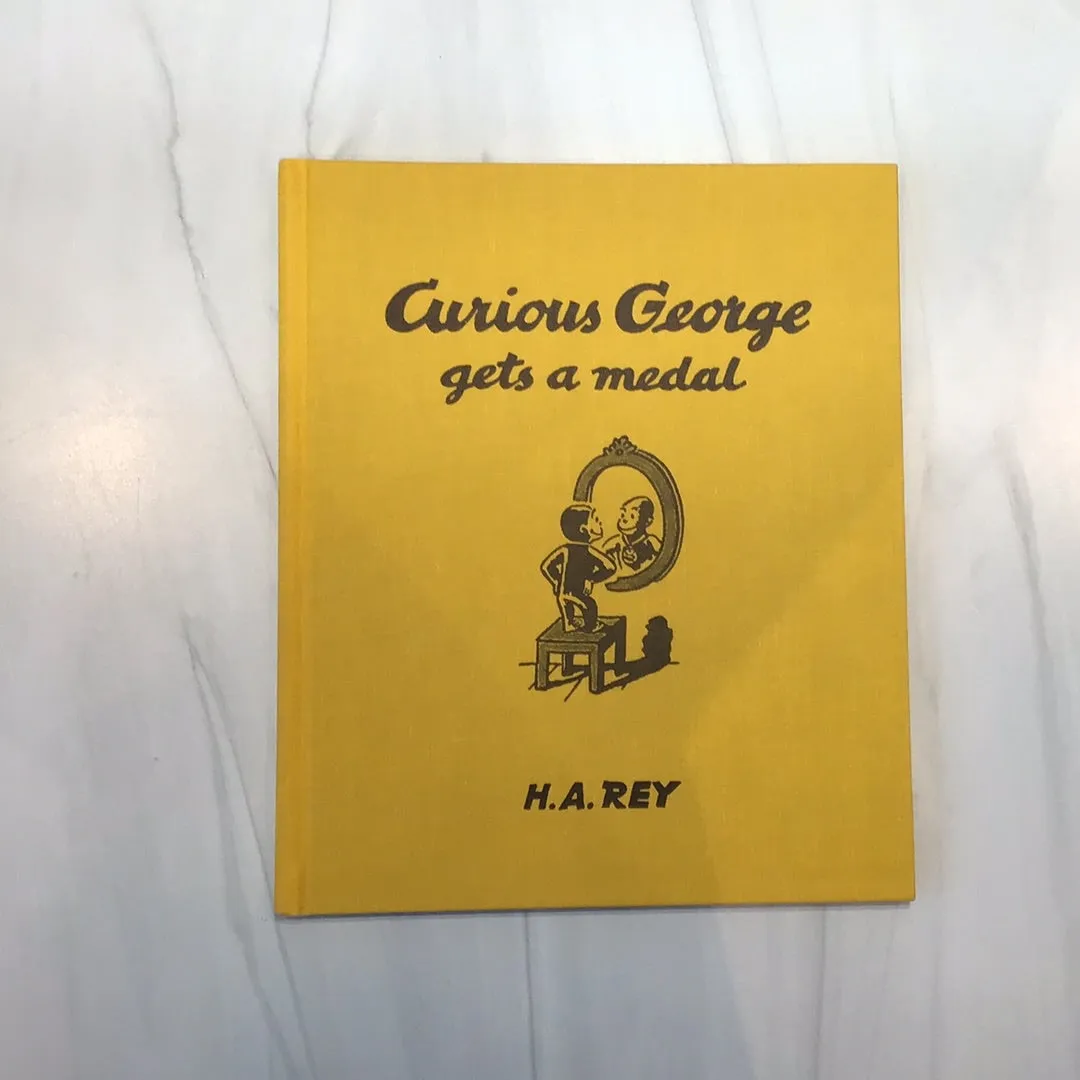 Curious George
gets a medal
H. A. REY